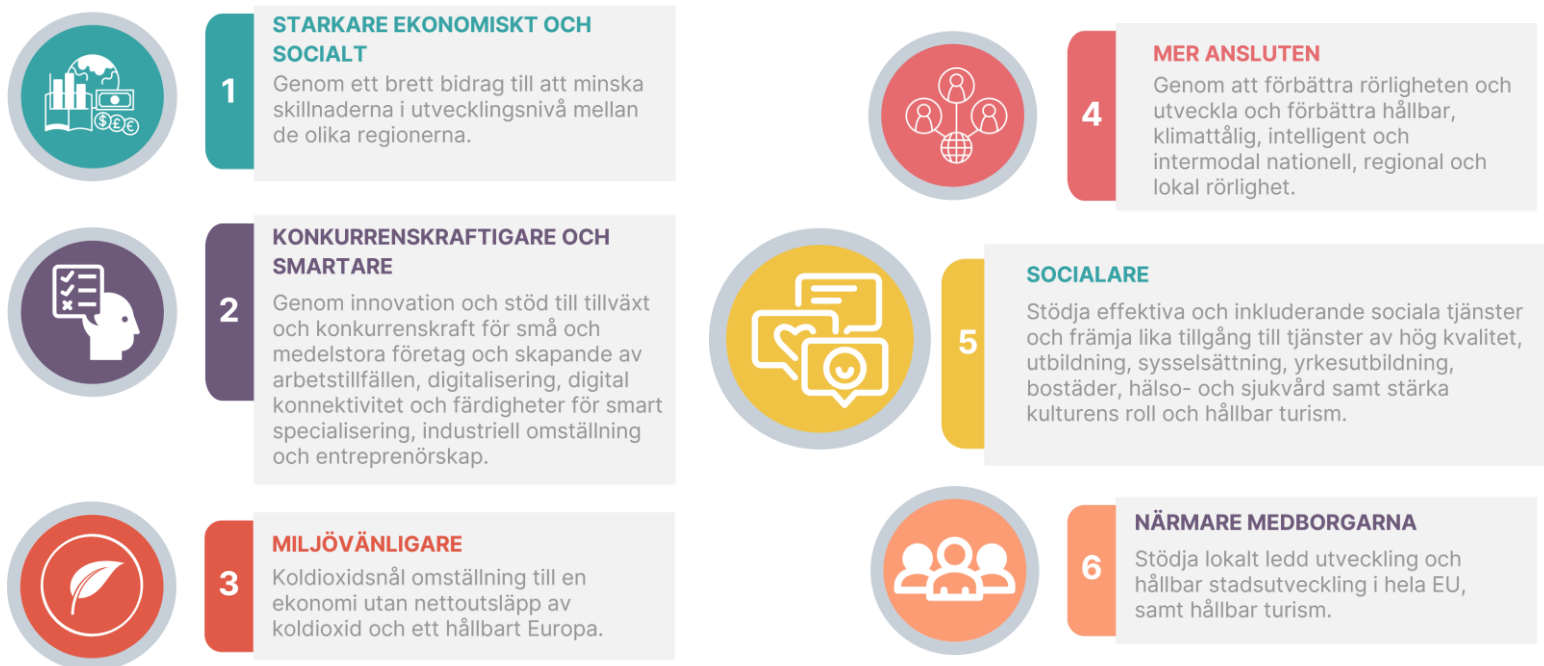 1
STARKARE EKONOMISKT OCH
SOCIALT
Genom ett brett bidrag till att minska
skillnaderna i utvecklingsnivå mellan
de olika regionerna.
$££€
2
KONKURRENSKRAFTIGARE OCH
SMARTARE
Genom innovation och stöd till tillväxt
och konkurrenskraft för små och
medelstora företag och skapande av
arbetstillfällen, digitalisering, digital
konnektivitet och färdigheter för smart
specialisering, industriell omställning
och entreprenörskap.
3
MILJÖVÄNLIGARE
Koldioxidsnål omställning till en
ekonomi utan nettoutsläpp av
koldioxid och ett hållbart Europa.
4
MER ANSLUTEN
Genom att förbättra rörligheten och
utveckla och förbättra hållbar,
klimattålig, intelligent och
intermodal nationell, regional och
lokal rörlighet.
5
SOCIALARE
Stödja effektiva och inkluderande sociala tjänster
och främja lika tillgång till tjänster av hög kvalitet,
utbildning, sysselsättning, yrkesutbildning,
bostäder, hälso- och sjukvård samt stärka
kulturens roll och hållbar turism.
6
NÄRMARE MEDBORGARNA
Stödja lokalt ledd utveckling och
hållbar stadsutveckling i hela EU,
samt hållbar turism.